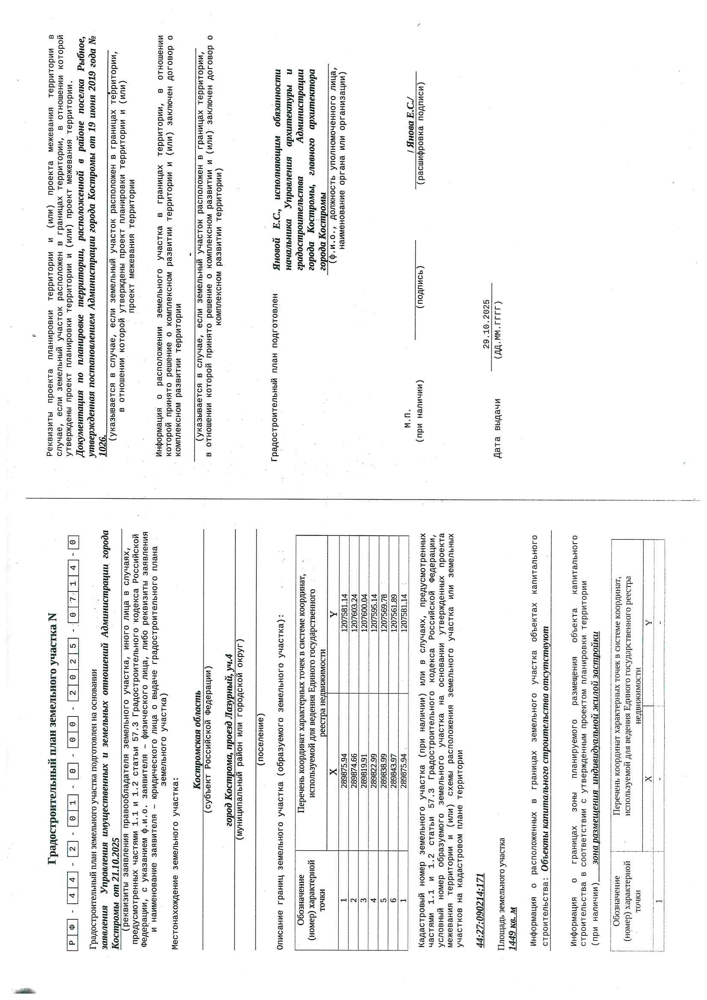 Градостроительный план земельного участка N
Р Ф - 4 4 - 2 - 0 1 - 0 - 0 0 - 2 0 2 5 - 0 7 1 4 - 0
Градостроительный план земельного участка подготовлен на основании
заявления Управления имущественных и земельных отношений Администрации города
Костромы от 21.10.2025
(реквизиты заявления правообладателя земельного участка, иного лица в случаях,
предусмотренных частями 1.1 и 1.2 статьи 57.3 Градостроительного кодекса Российской
Федерации, с указанием ф.и.о. заявителя – физического лица, либо реквизиты заявления
и наименование заявителя – юридического лица о выдаче градостроительного плана
земельного участка)
Местонахождение земельного участка:
Костромская область
(субъект Российской Федерации)
город Кострома, проезд Лазурный, уч.4
(муниципальный район или городской округ)
(поселение)
Описание границ земельного участка (образуемого земельного участка):
Обозначение (номер) характерной точки
Перечень координат характерных точек в системе координат,
используемой для ведения Единого государственного
реестра недвижимости
X Y
1 289875.94 1207581.14
2 289874.66 1207603.24
3 289819.91 1207600.04
4 289822.99 1207595.14
5 289838.99 1207569.78
6 289843.97 1207561.89
1 289875.94 1207581.14
Кадастровый номер земельного участка (при наличии) или в случаях, предусмотренных
частями 1.1 и 1.2 статьи 57.3 Градостроительного кодекса Российской Федерации,
условный номер образуемого земельного участка на основании утвержденных проекта
межевания территории и (или) схемы расположения земельного участка или земельных
участков на кадастровом плане территории
44:27:090214:171
Площадь земельного участка
1449 кв. м
Информация о расположенных в границах земельного участка объектах капитального
строительства: Объекты капитального строительства отсутствуют
Информация о границах зоны планируемого размещения объекта капитального
строительства в соответствии с утвержденным проектом планировки территории
(при наличии) зона размещения индивидуальной жилой застройки
Обозначение (номер) характерной точки
Перечень координат характерных точек в системе координат,
используемой для ведения Единого государственного реестра
недвижимости
X Y
1 - -
Реквизиты проекта планировки территории и (или) проекта межевания территории в
случае, если земельный участок расположен в границах территории, в отношении которой
утверждены проект планировки территории и (или) проект межевания территории.
Документация по планировке территории, расположенной в районе поселка Рыбное,
утвержденная постановлением Администрации города Костромы от 19 июня 2019 года №
1026.
(указывается в случае, если земельный участок расположен в границах территории,
в отношении которой утверждены проект планировки территории и (или)
проект межевания территории
Информация о расположении земельного участка в границах территории, в отношении
которой принято решение о комплексном развитии территории и (или) заключен договор о
комплексном развитии территории
-
(указывается в случае, если земельный участок расположен в границах территории,
в отношении которой принято решение о комплексном развитии и (или) заключен договор о
комплексном развитии территории)
Градостроительный план подготовлен
Яновой Е.С., исполняющим обязанности
начальника Управления архитектуры и
градостроительства Администрации
города Костромы, главного архитектора
города Костромы
(ф.и.о., должность уполномоченного лица,
наименование органа или организации)
М.П. / Янова Е.С./
(при наличии) (подпись) (расшифровка подписи)
29.10.2025
Дата выдачи (ДД.ММ.ГГГГ)